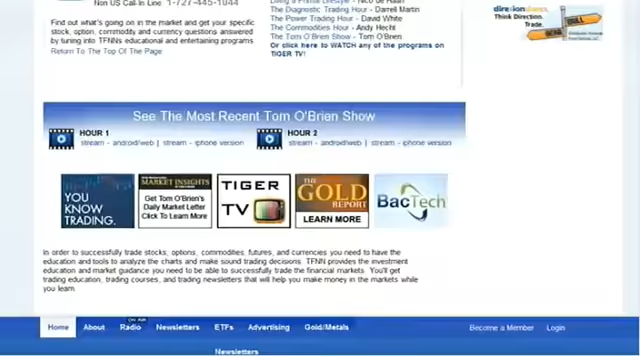 Non US Call-In Line 1-727-445-1044
Find out what's going on in the market and get your specific
stock, option, commodity and currency questions answered
by tuning into TFNN's educational and entertaining programs
Return To The Top Of The Page
The Diagnostic Trading Hour - Darrell Martin
The Power Trading Hour - David White
The Commodities Hour - Andy Hecht
The Tom O'Brien Show - Tom O'Brien
Or click here to WATCH any of the programs on
TIGER TV!
direxionshares
Think Direction.
Trade.
See The Most Recent Tom O'Brien Show
HOUR 1
stream - android/web | stream - iphone version
HOUR 2
stream - android/web | stream - iphone version
YOU
KNOW
TRADING.
MARKET INSIGHTS
Get Tom O'Brien's
Daily Market Letter
Click To Learn More
TIGER
TV
THE
GOLD
REPORT
LEARN MORE
BacTech
In order to successfully trade stocks, options, commodities, futures, and currencies you need to have the
education and tools to analyze the charts and make sound trading decisions. TFNN provides the investment
education and market guidance you need to be able to successfully trade the financial markets. You'll get
trading education, trading courses, and trading newsletters that will help you make money in the markets while
you learn.
On Air
Home About Radio Newsletters ETFs Advertising Gold/Metals Become a Member Login
Newsletters